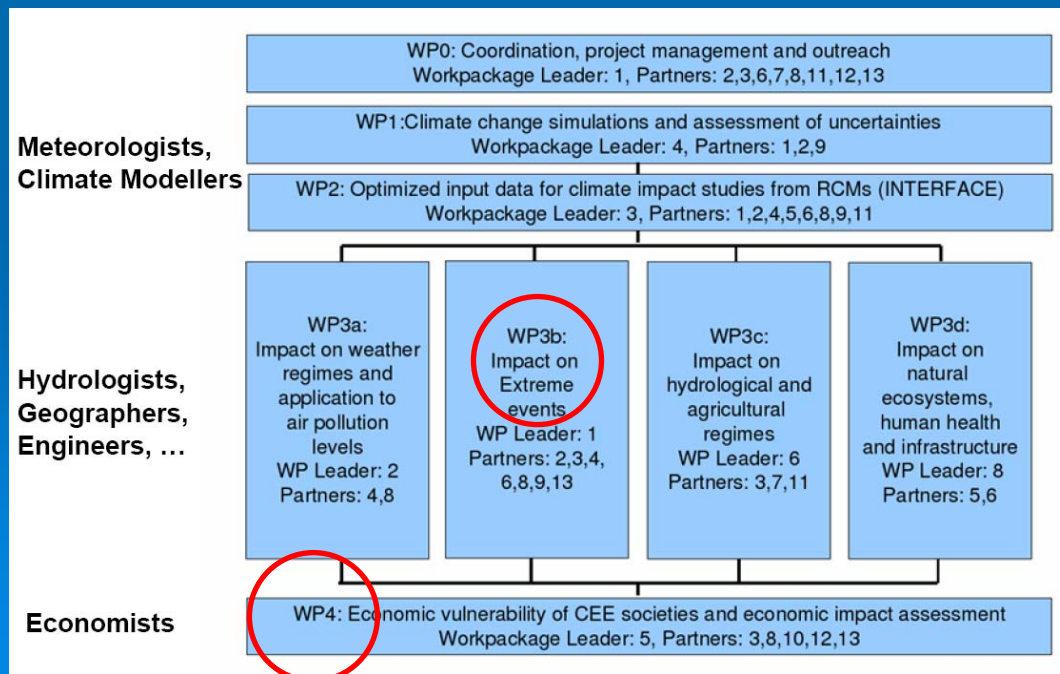 WP0: Coordination, project management and outreach
Workpackage Leader: 1, Partners: 2,3,6,7,8,11,12,13
Meteorologists,
Climate Modellers
WP1:Climate change simulations and assessment of uncertainties
Workpackage Leader: 4, Partners: 1,2,9
WP2: Optimized input data for climate impact studies from RCMs (INTERFACE)
Workpackage Leader: 3, Partners: 1,2,4,5,6,8,9,11
Hydrologists,
Geographers,
Engineers, …
WP3a:
Impact on weather
regimes and
application to
air pollution
levels
WP Leader: 2
Partners: 4,8
WP3b:
Impact on
Extreme
events
WP Leader: 1
Partners: 2,3,4,
6,8,9,13
WP3c:
Impact on
hydrological and
agricultural
regimes
WP Leader: 6
Partners: 3,7,11
WP3d:
Impact on
natural
ecosystems,
human health
and infrastructure
WP Leader: 8
Partners: 5,6
Economists
WP4: Economic vulnerability of CEE societies and economic impact assessment
Workpackage Leader: 5, Partners: 3,8,10,12,13